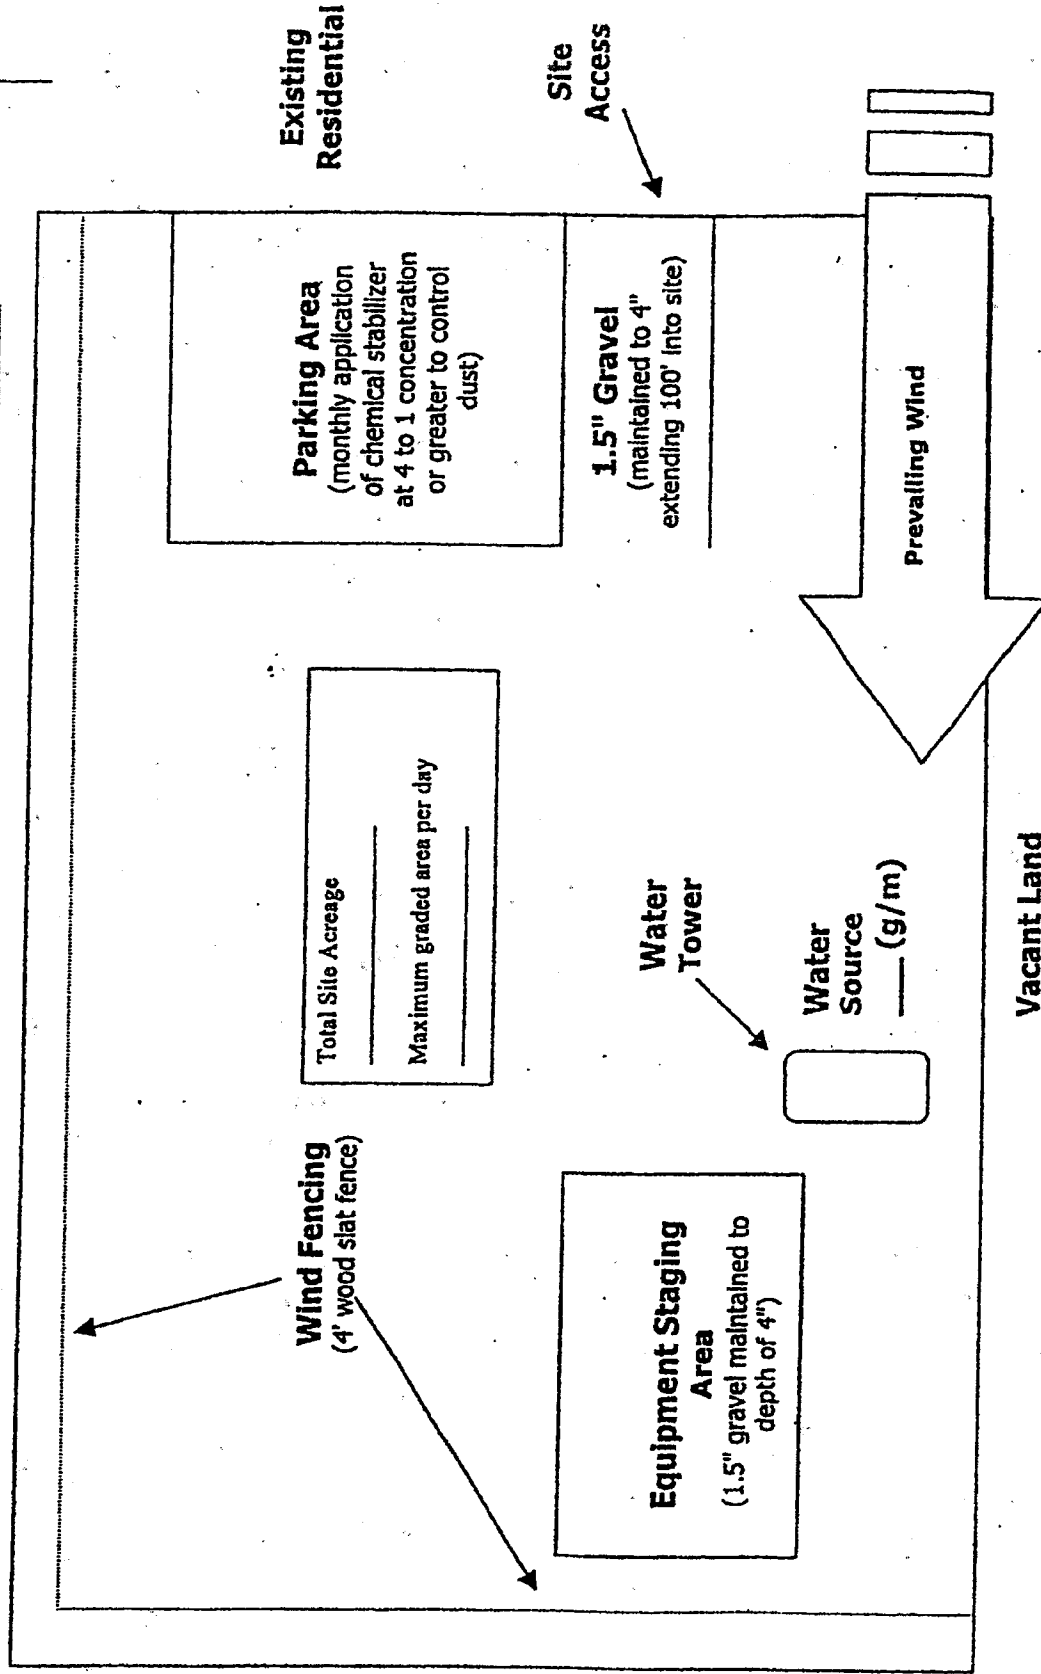 Existing
Residential
Site
Access
Parking Area
(monthly application
of chemical stabilizer
at 4 to 1 concentration
or greater to control
dust)
1.5" Gravel
(maintained to 4"
extending 100' into site)
Prevailing Wind
Total Site Acreage
Maximum graded area per day
Water
Tower
Water
Source
___ (g/m)
Vacant Land
Wind Fencing
(4' wood slat fence)
Equipment Staging
Area
(1.5" gravel maintained to
depth of 4")